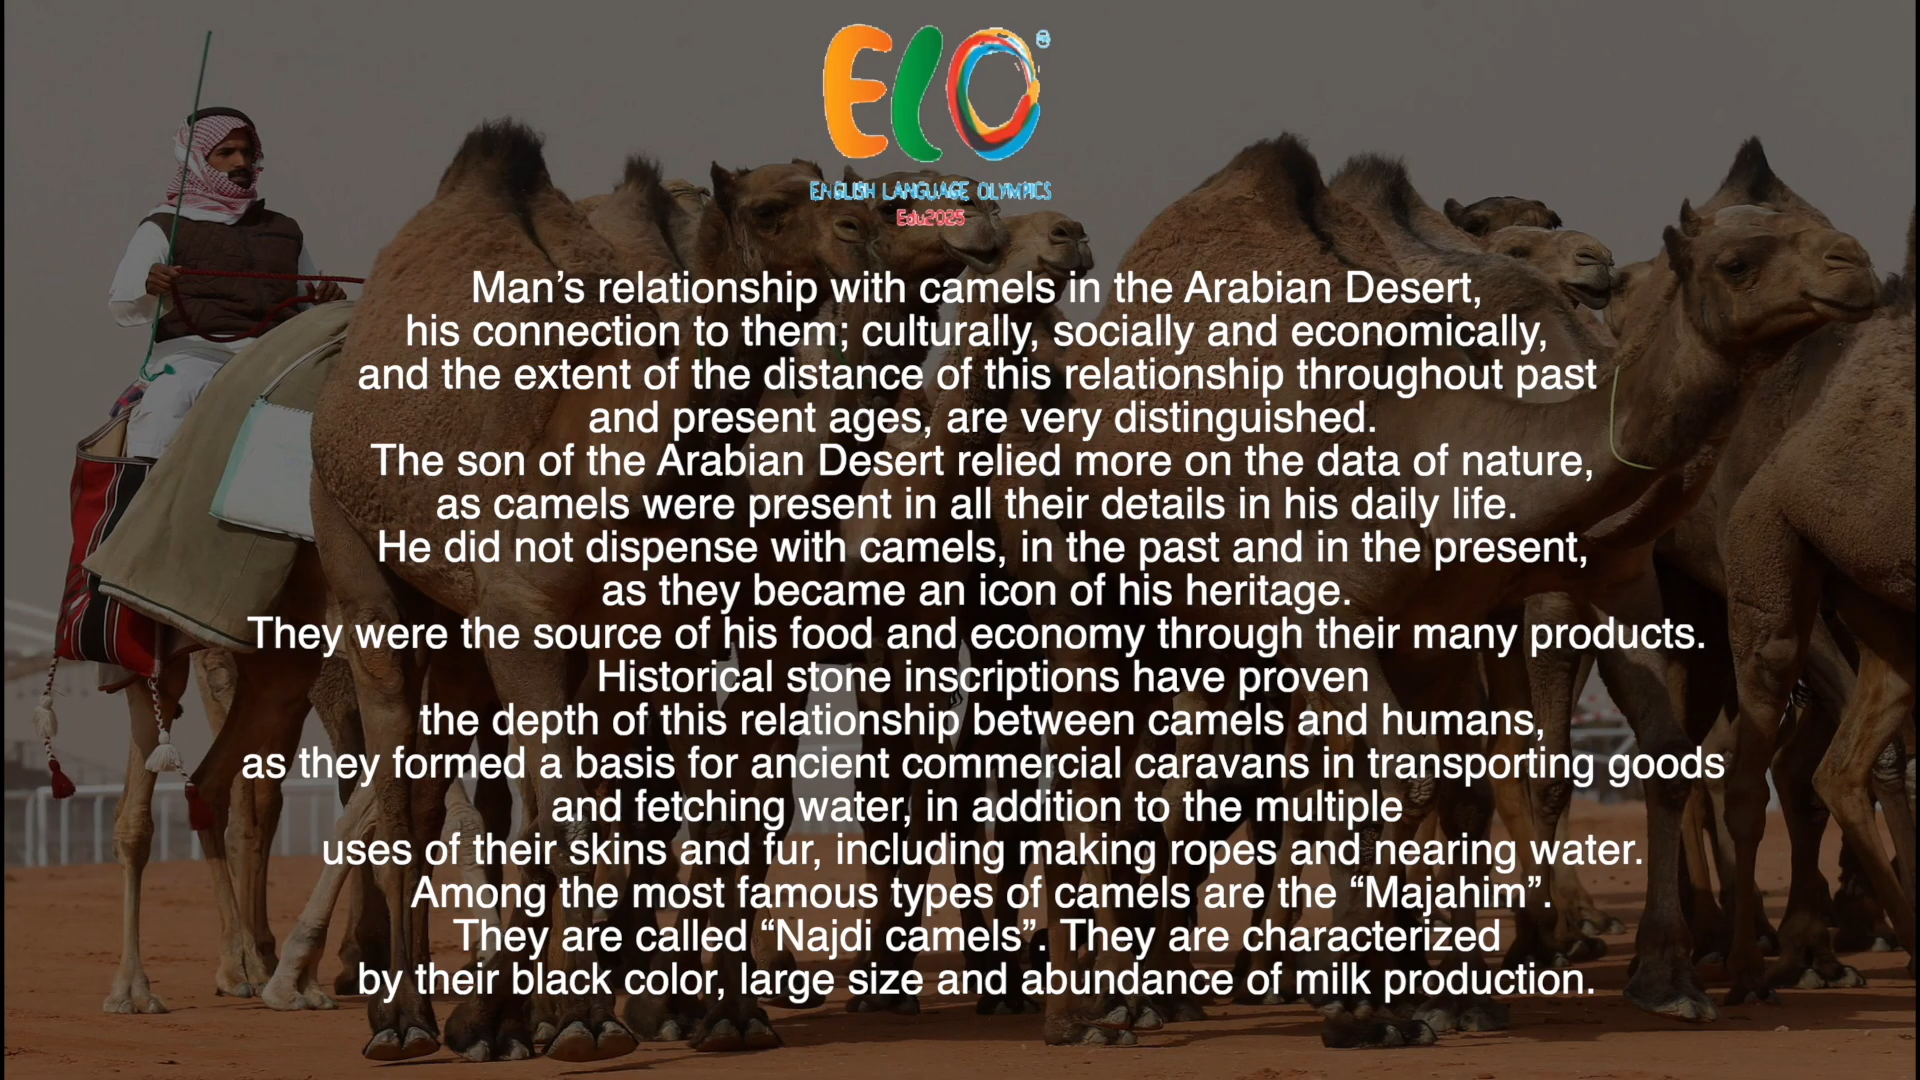 ELO
ENGLISH LANGUAGE OLYMPICS
Edu2025
Man’s relationship with camels in the Arabian Desert,
his connection to them; culturally, socially and economically,
and the extent of the distance of this relationship throughout past
and present ages, are very distinguished.
The son of the Arabian Desert relied more on the data of nature,
as camels were present in all their details in his daily life.
He did not dispense with camels, in the past and in the present,
as they became an icon of his heritage.
They were the source of his food and economy through their many products.
Historical stone inscriptions have proven
the depth of this relationship between camels and humans,
as they formed a basis for ancient commercial caravans in transporting goods
and fetching water, in addition to the multiple
uses of their skins and fur, including making ropes and nearing water.
Among the most famous types of camels are the “Majahim”.
They are called “Najdi camels”. They are characterized
by their black color, large size and abundance of milk production.